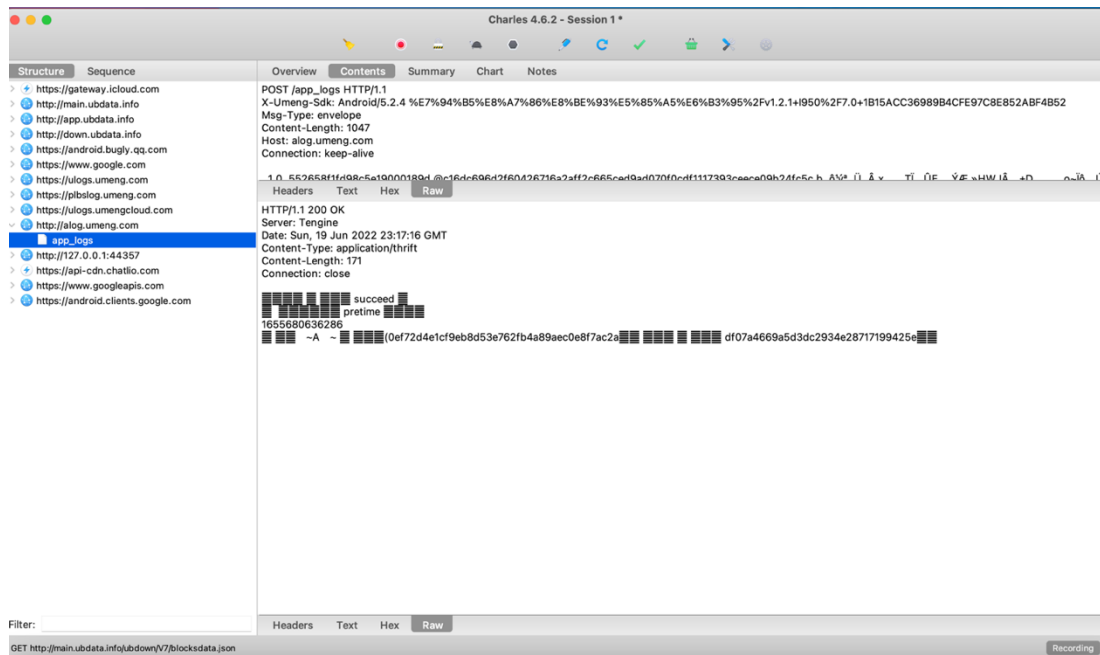 Charles 4.6.2 - Session 1 *
Structure
Sequence
https://gateway.icloud.com
http://main.ubdata.info
http://app.ubdata.info
http://down.ubdata.info
https://android.bugly.qq.com
https://www.google.com
https://ulogs.umeng.com
https://plbslog.umeng.com
https://ulogs.umengcloud.com
http://alog.umeng.com
app_logs
http://127.0.0.1:44357
https://api-cdn.chatlio.com
https://www.googleapis.com
https://android.clients.google.com
Filter:
Overview Contents Summary Chart Notes
POST /app_logs HTTP/1.1
X-Umeng-Sdk: Android/5.2.4 %E7%94%B5%E8%A7%86%E8%BE%93%E5%85%A5%E6%B3%95%2Fv1.2.1+I950%2F7.0+1B15ACC36989B4CFE97C8E852ABF4B52
Msg-Type: envelope
Content-Length: 1047
Host: alog.umeng.com
Connection: keep-alive
Headers Text Hex Raw
HTTP/1.1 200 OK
Server: Tengine
Date: Sun, 19 Jun 2022 23:17:16 GMT
Content-Type: application/thrift
Content-Length: 171
Connection: close
succeed
pretime
1655680636286
~A ~ (0ef72d4e1cf9eb8d53e762fb4a89aec0e8f7ac2a df07a4669a5d3dc2934e28717199425e
Headers Text Hex Raw
GET http://main.ubdata.info/ubdown/V7/blocksdata.json
Recording